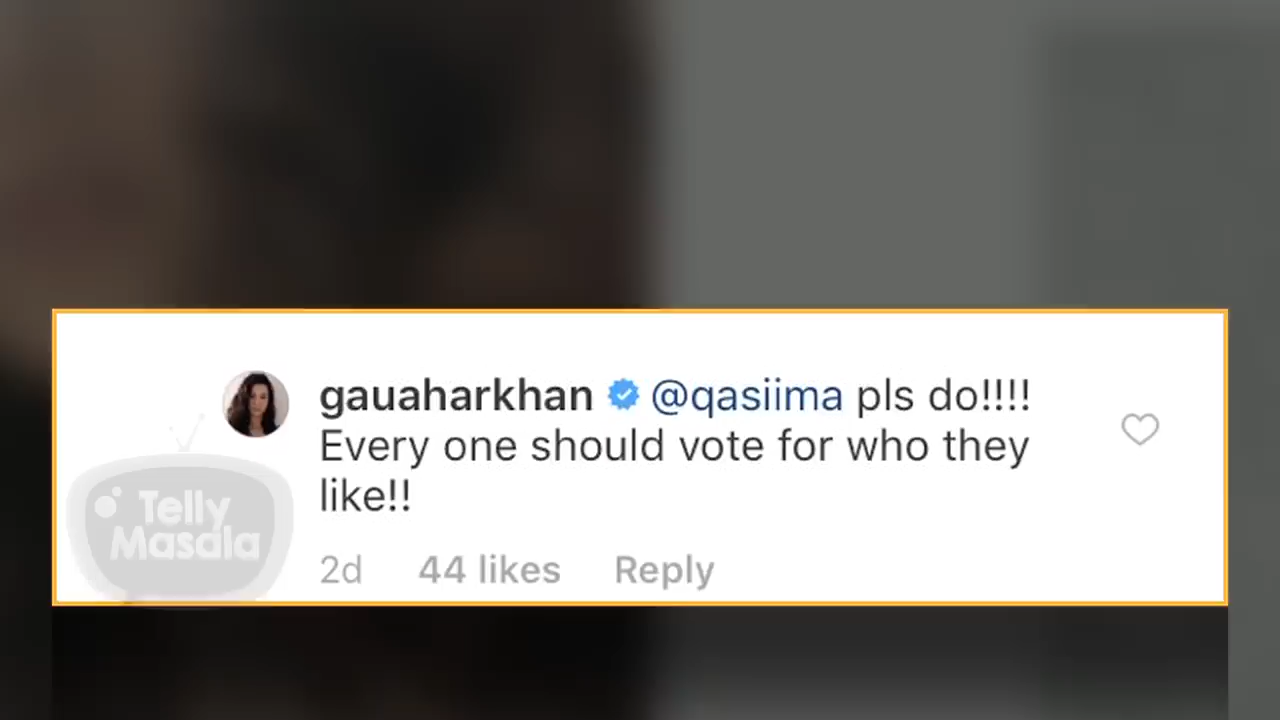 gauaharkhan @qasiima pls do!!!!
Every one should vote for who they
like!!
2d 44 likes Reply
Telly
Masala